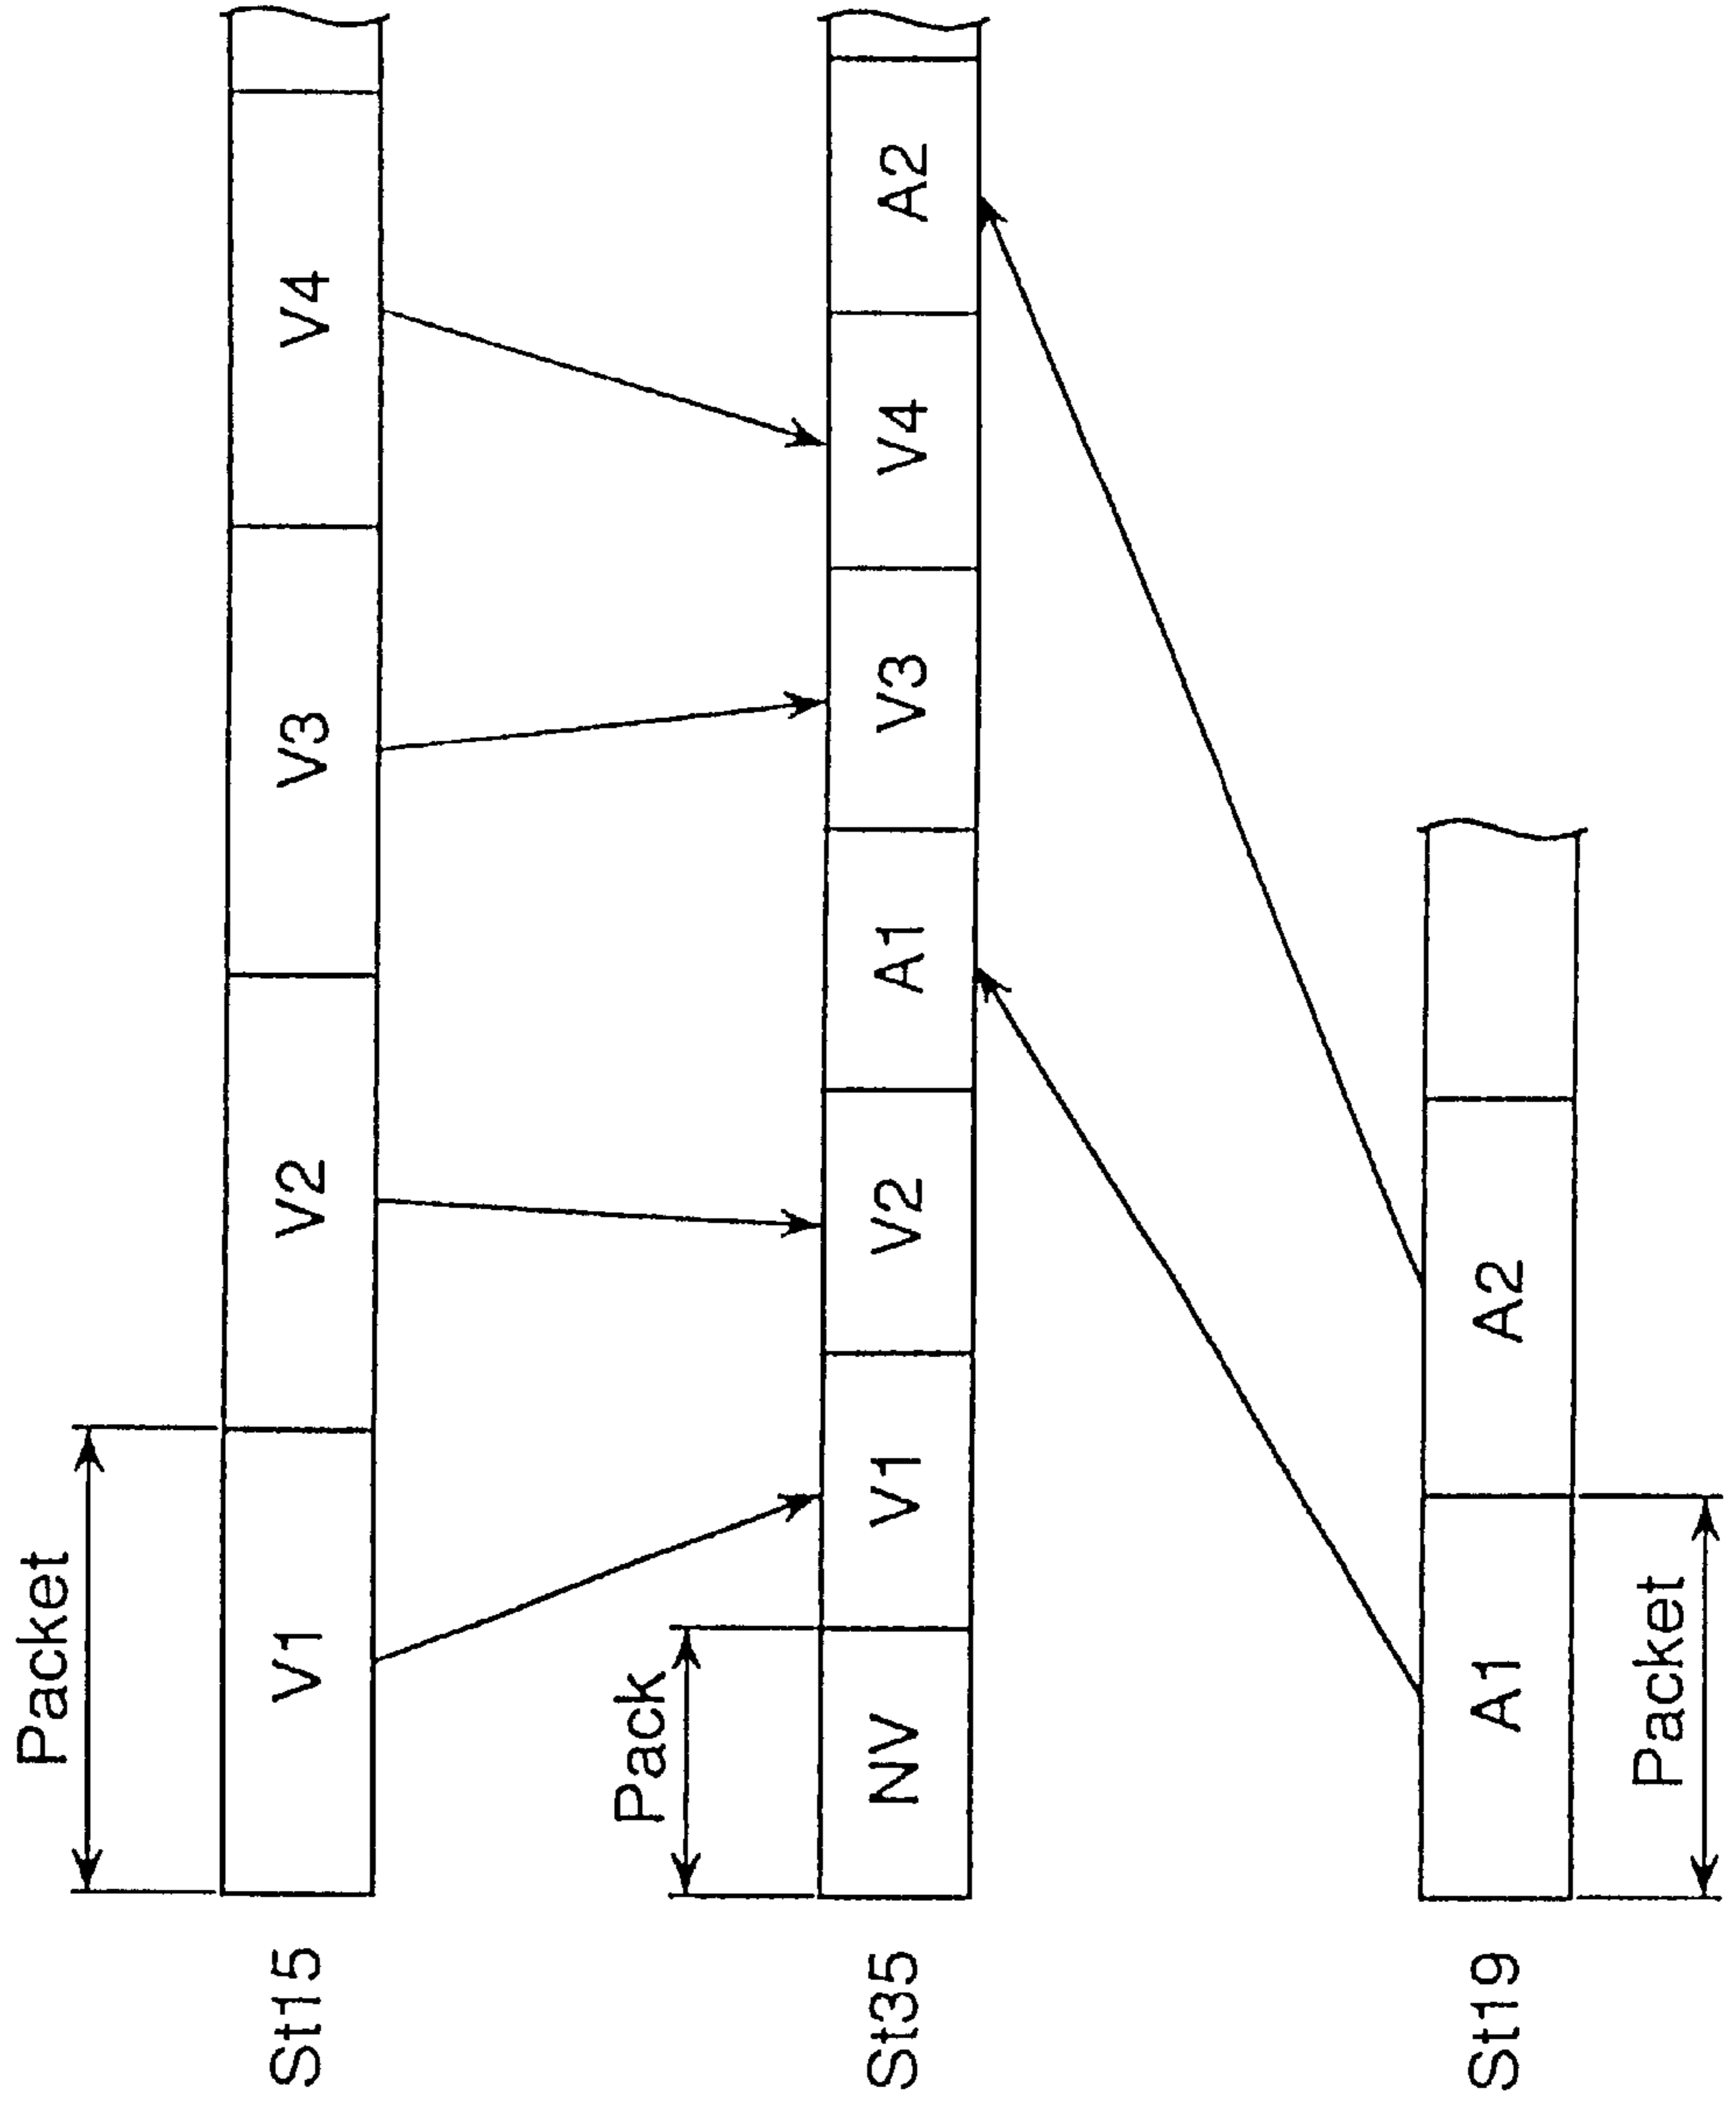 Packet
St15 V1 V2 V3 V4
Pack
St35 NV V1 V2 A1 V3 V4 A2
St19 A1 A2
Packet